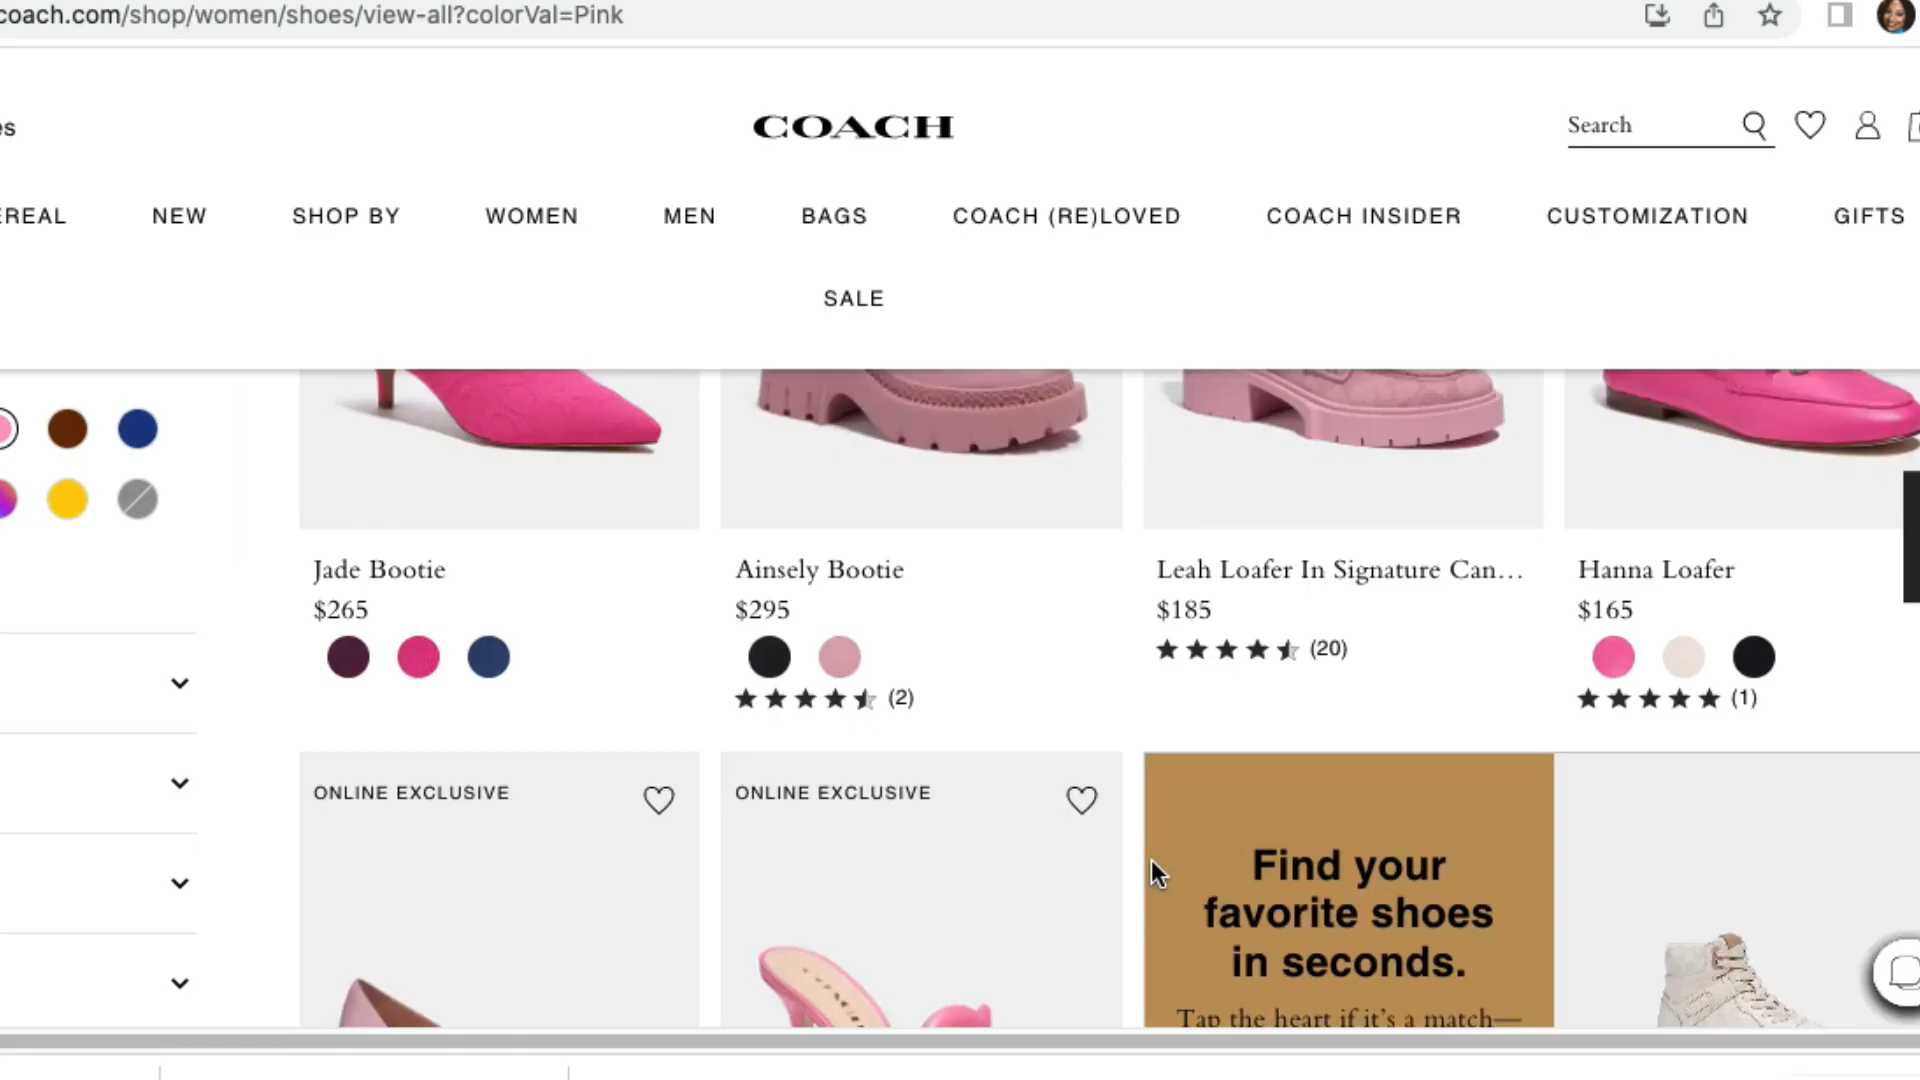 coach.com/shop/women/shoes/view-all?colorVal=Pink
COACH
Search
NEW
SHOP BY
WOMEN
MEN
BAGS
COACH (RE)LOVED
COACH INSIDER
CUSTOMIZATION
GIFTS
SALE
Jade Bootie
$265
Ainsely Bootie
$295
(2)
Leah Loafer In Signature Can...
$185
(20)
Hanna Loafer
$165
(1)
ONLINE EXCLUSIVE
ONLINE EXCLUSIVE
Find your
favorite shoes
in seconds.
Tap the heart if it's a match—